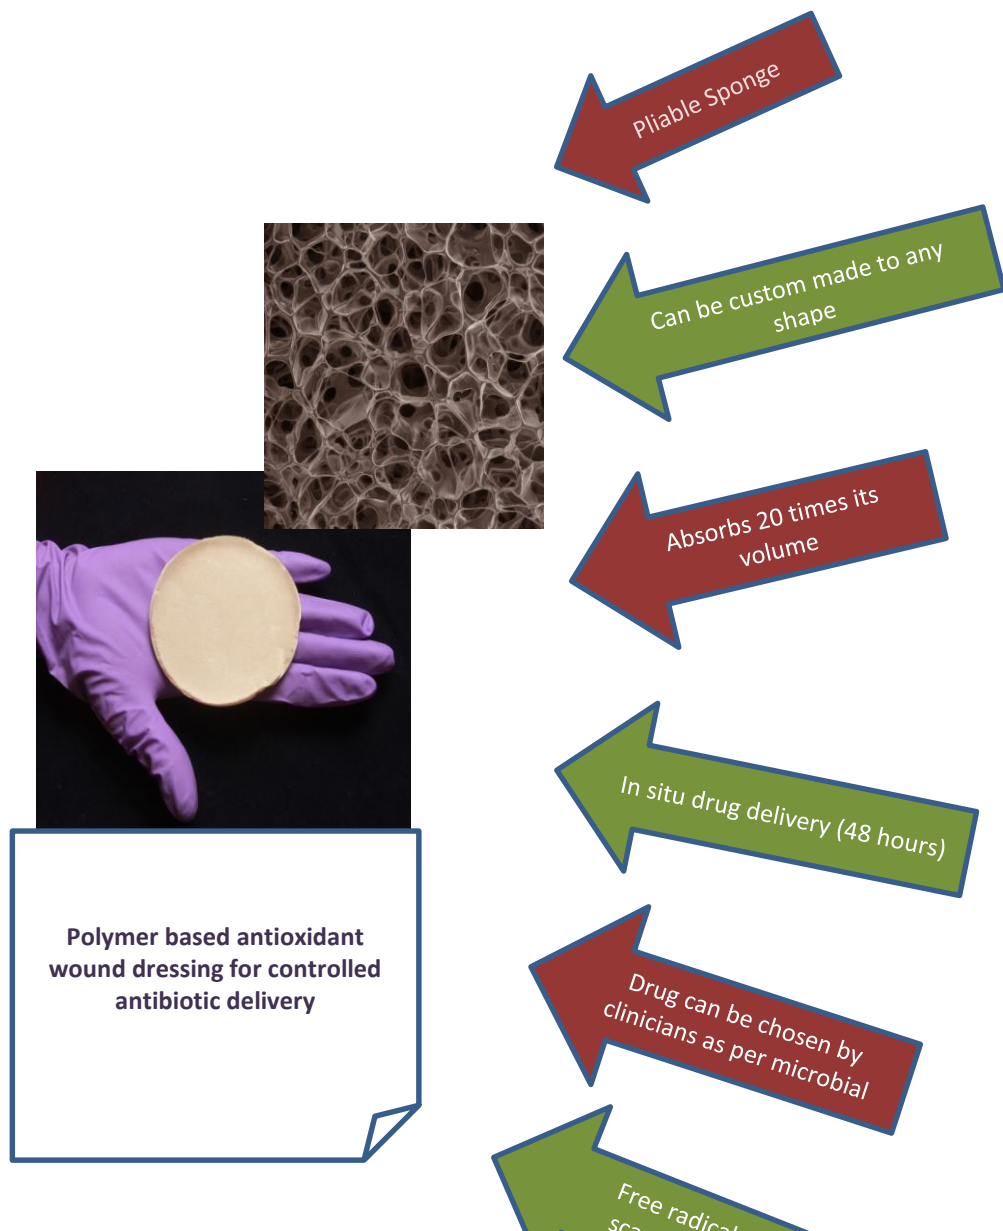 Pliable Sponge
Can be custom made to any
shape
Absorbs 20 times its
volume
In situ drug delivery (48 hours)
Drug can be chosen by
clinicians as per microbial
Polymer based antioxidant
wound dressing for controlled
antibiotic delivery
Free radical